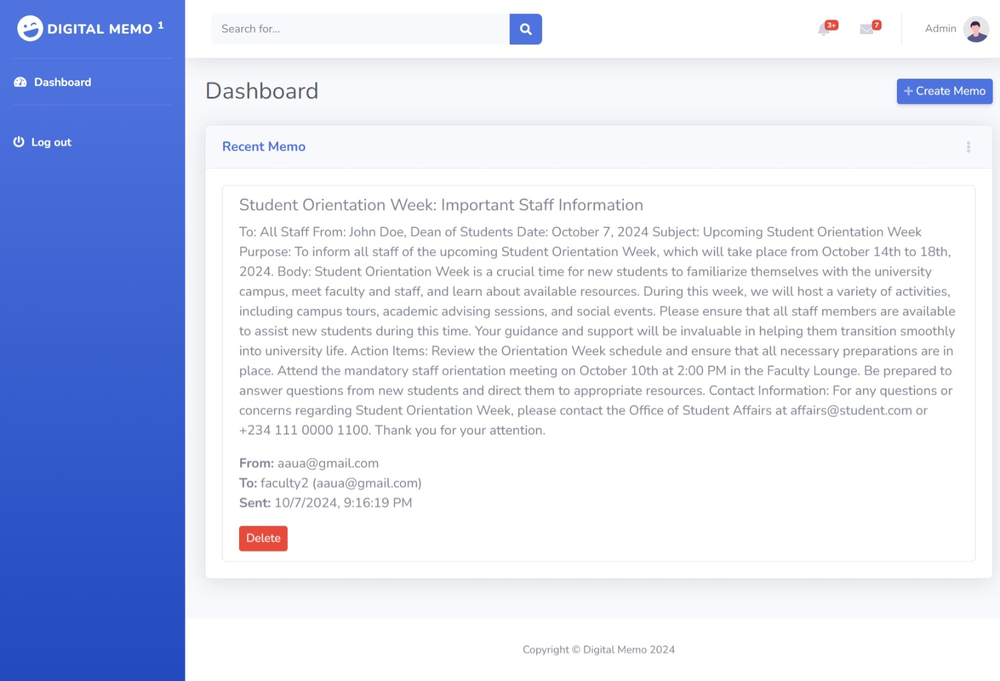 DIGITAL MEMO 1
Search for...
3+
7
Admin
Dashboard
Log out
Dashboard
+ Create Memo
Recent Memo
Student Orientation Week: Important Staff Information
To: All Staff From: John Doe, Dean of Students Date: October 7, 2024 Subject: Upcoming Student Orientation Week
Purpose: To inform all staff of the upcoming Student Orientation Week, which will take place from October 14th to 18th,
2024. Body: Student Orientation Week is a crucial time for new students to familiarize themselves with the university
campus, meet faculty and staff, and learn about available resources. During this week, we will host a variety of activities,
including campus tours, academic advising sessions, and social events. Please ensure that all staff members are available
to assist new students during this time. Your guidance and support will be invaluable in helping them transition smoothly
into university life. Action Items: Review the Orientation Week schedule and ensure that all necessary preparations are in
place. Attend the mandatory staff orientation meeting on October 10th at 2:00 PM in the Faculty Lounge. Be prepared to
answer questions from new students and direct them to appropriate resources. Contact Information: For any questions or
concerns regarding Student Orientation Week, please contact the Office of Student Affairs at affairs@student.com or
+234 111 0000 1100. Thank you for your attention.
From: aaua@gmail.com
To: faculty2 (aaua@gmail.com)
Sent: 10/7/2024, 9:16:19 PM
Delete
Copyright © Digital Memo 2024